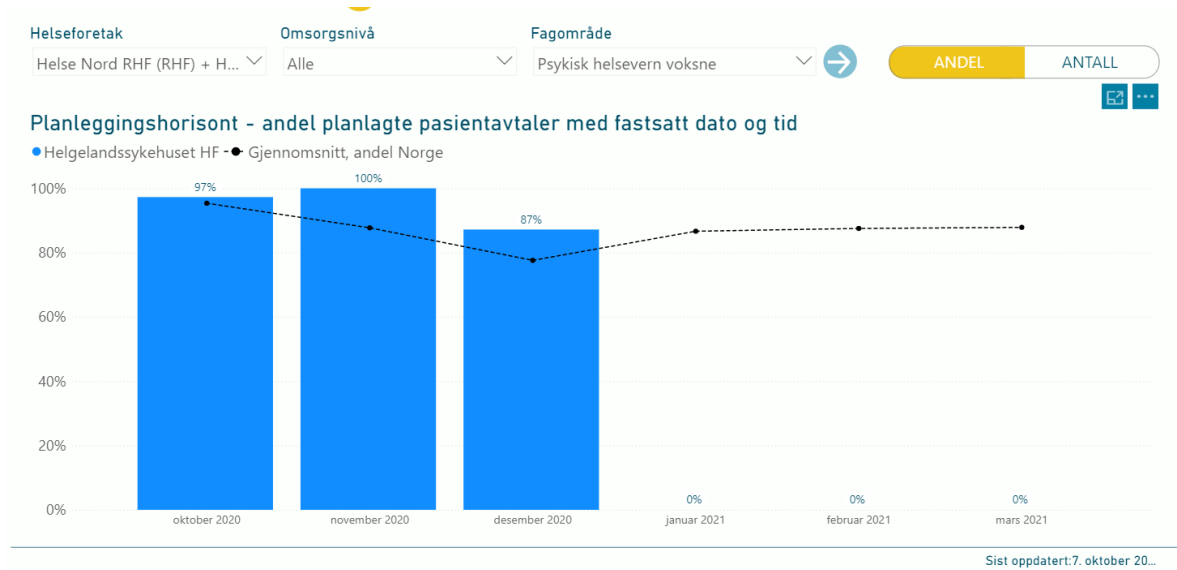 Helseforetak Omsorgsnivå Fagområde
Helse Nord RHF (RHF) + H... Alle Psykisk helsevern voksne ANDEL ANTALL
Planleggingshorisont - andel planlagte pasientavtaler med fastsatt dato og tid
Helgelandssykehuset HF Gjennomsnitt, andel Norge
100%
80%
60%
40%
20%
0%
97% 100% 87% 0% 0% 0%
oktober 2020 november 2020 desember 2020 januar 2021 februar 2021 mars 2021
Sist oppdatert:7. oktober 20...